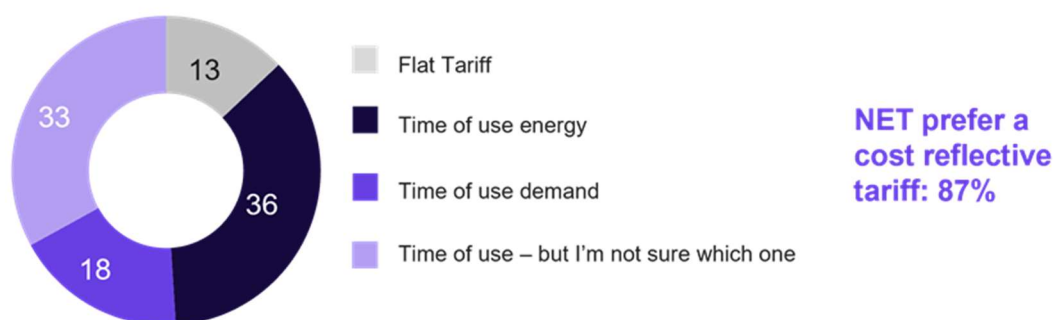 13
33
36
18
Flat Tariff
Time of use energy
Time of use demand
Time of use – but I'm not sure which one
NET prefer a
cost reflective
tariff: 87%